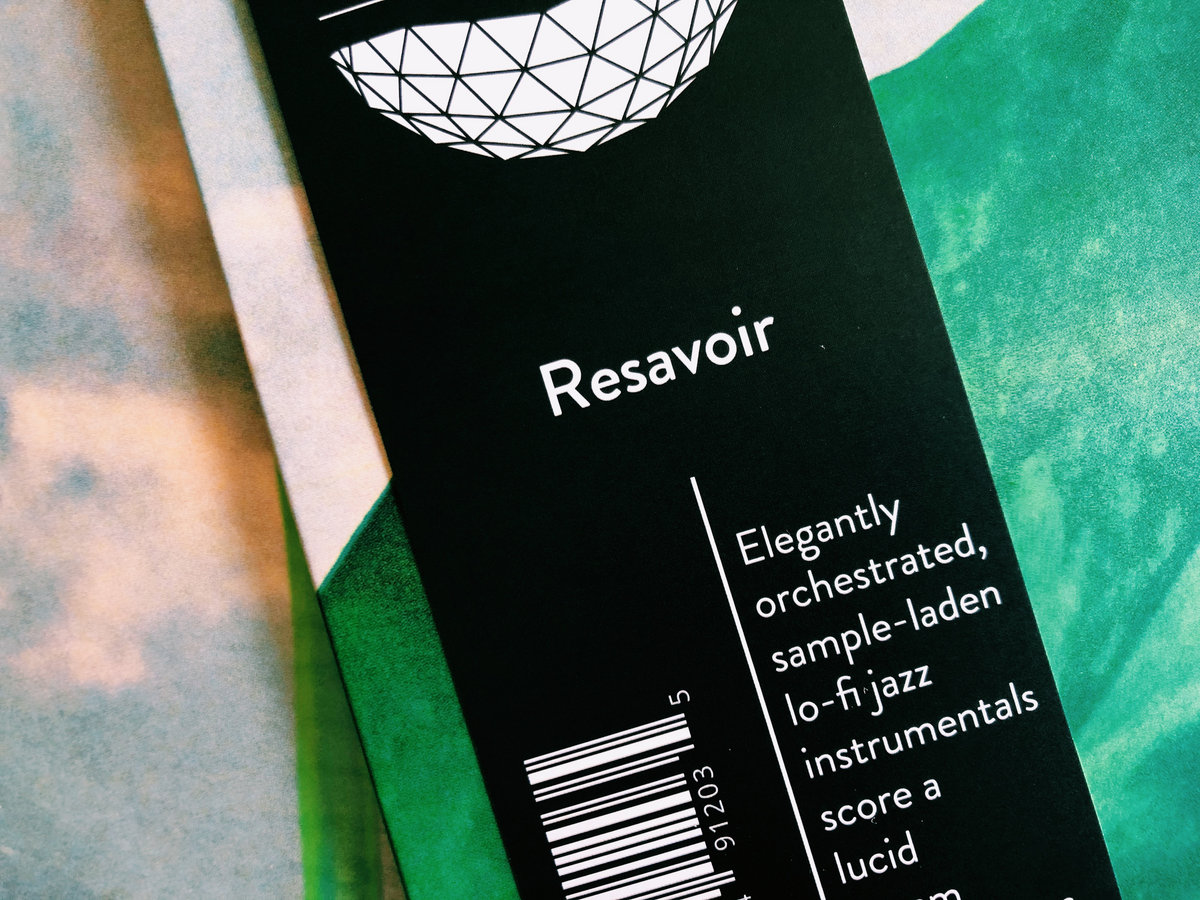 Resavoir
Elegantly
orchestrated,
sample-laden
lo-fi jazz
instrumentals
score a
lucid
5
91203